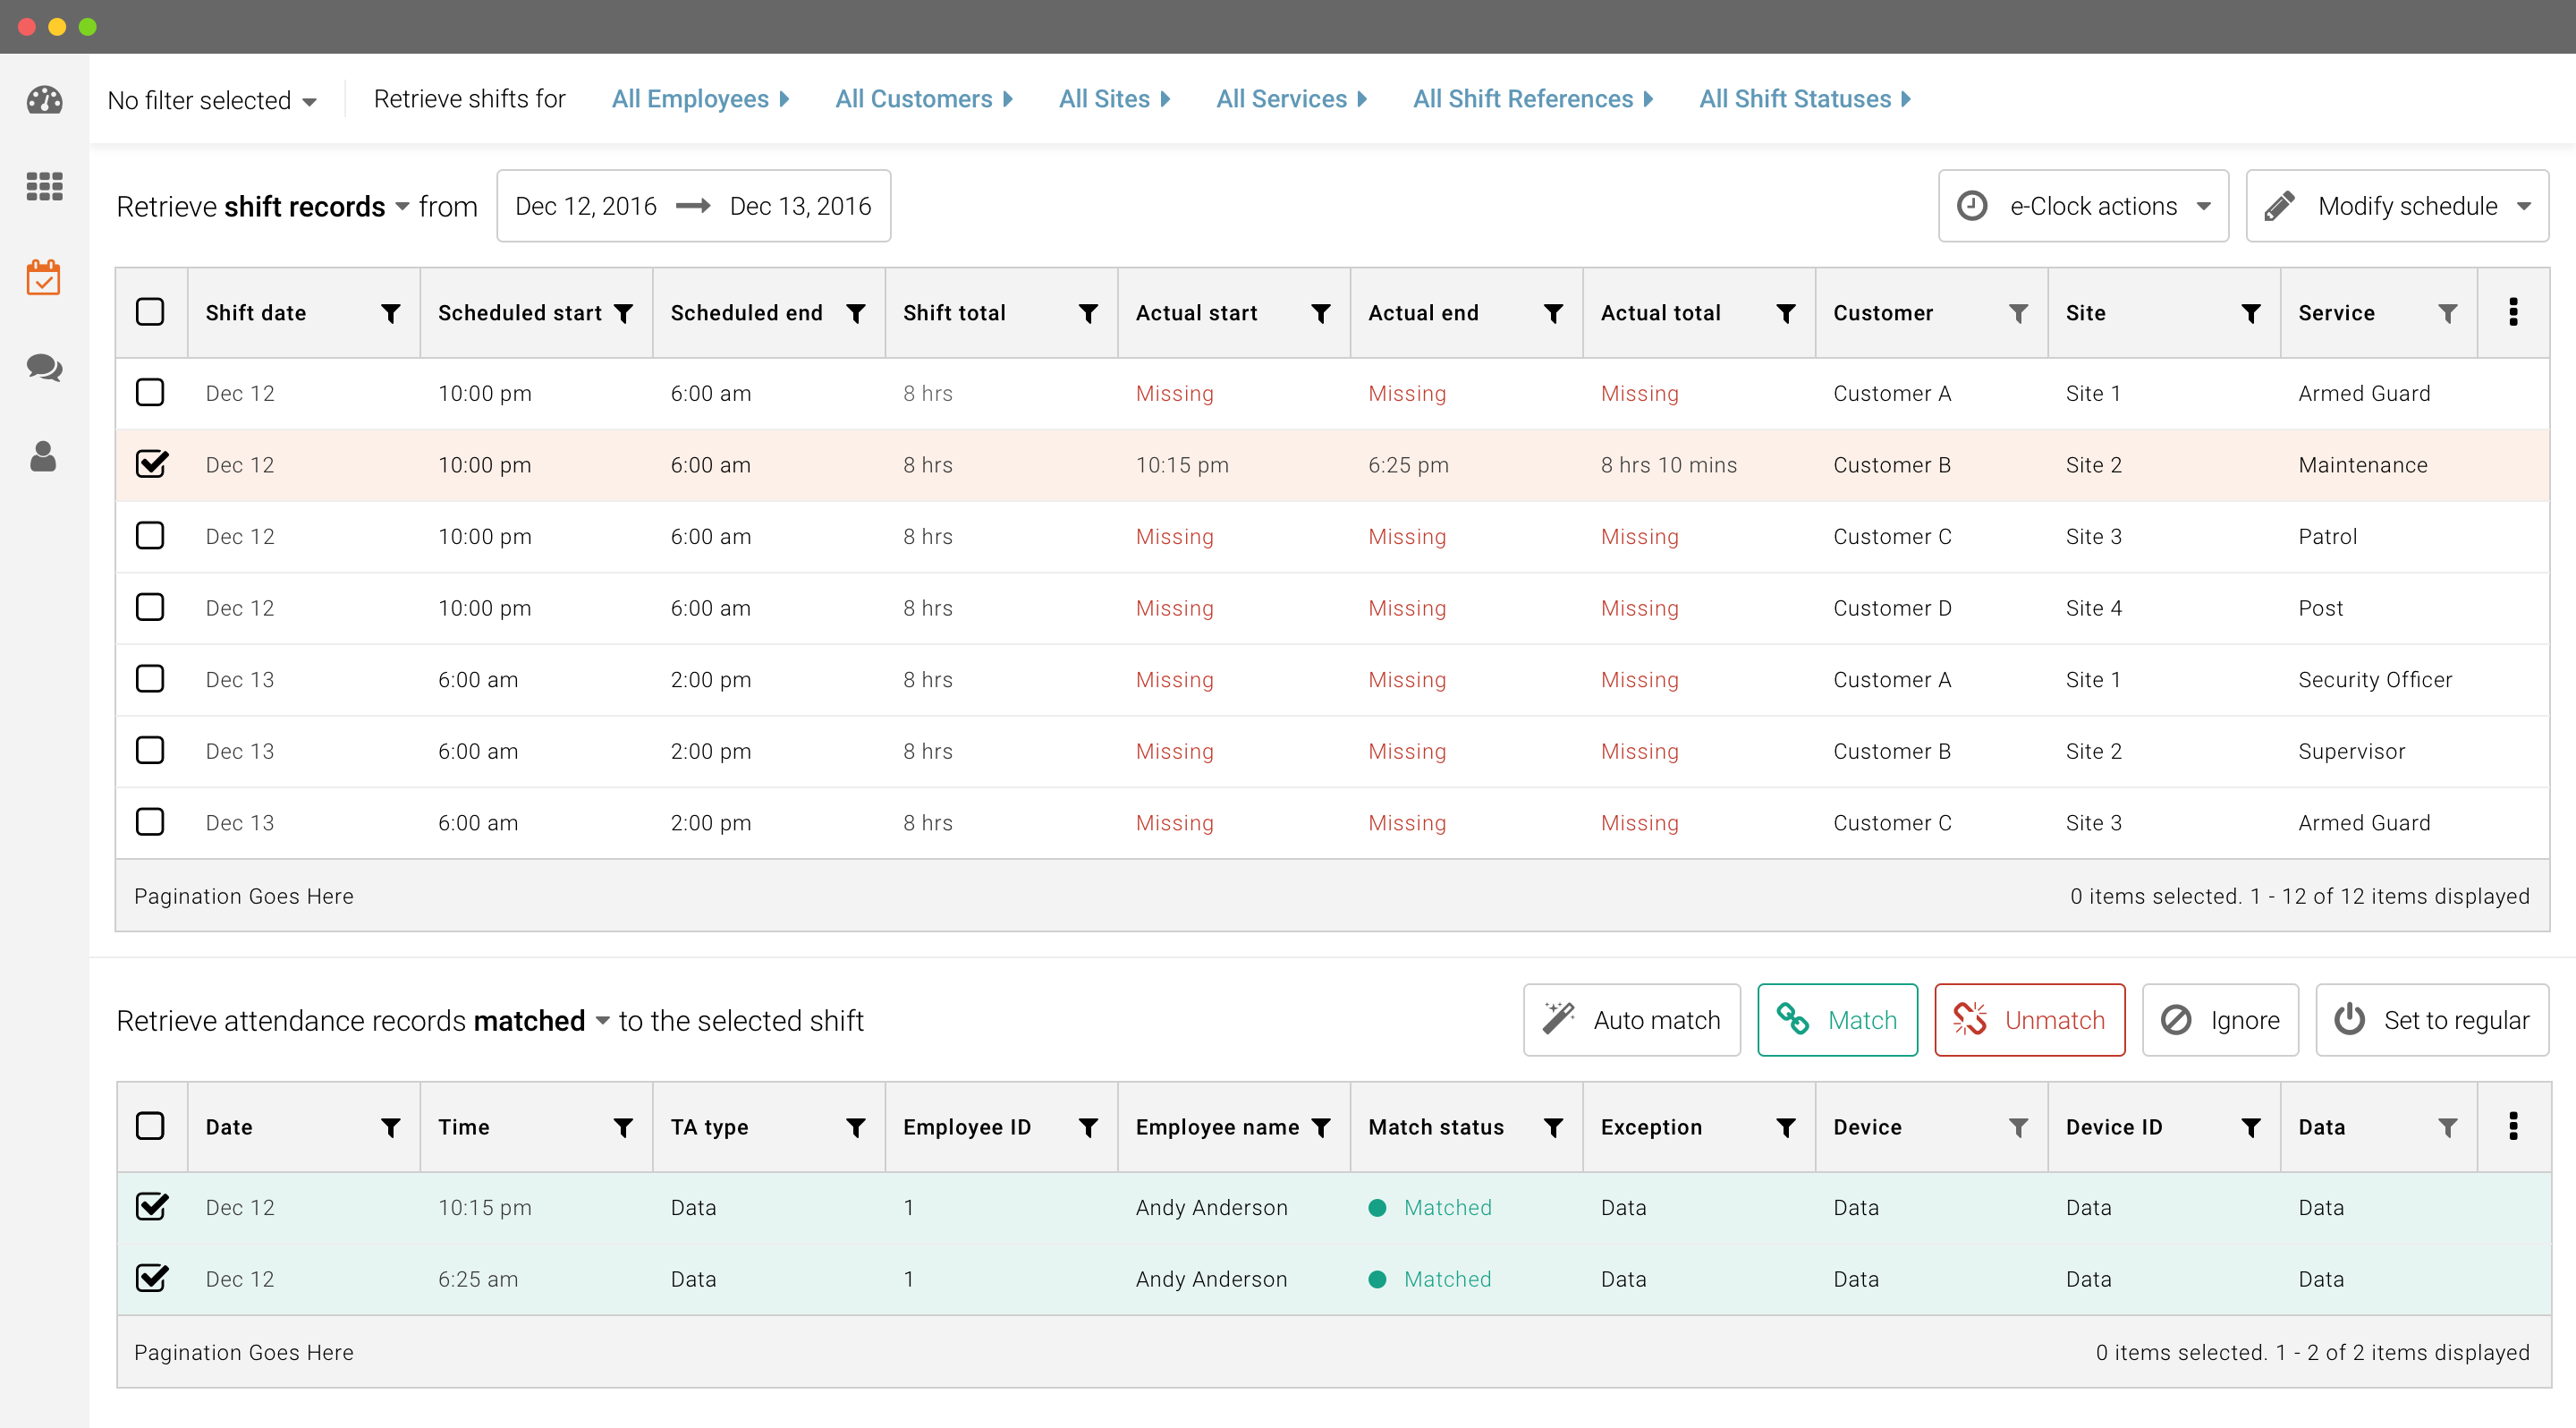 No filter selected Retrieve shifts for All Employees All Customers All Sites All Services All Shift References All Shift Statuses
Retrieve shift records from Dec 12, 2016 Dec 13, 2016 e-Clock actions Modify schedule
Shift date Scheduled start Scheduled end Shift total Actual start Actual end Actual total Customer Site Service
Dec 12 10:00 pm 6:00 am 8 hrs Missing Missing Missing Customer A Site 1 Armed Guard
Dec 12 10:00 pm 6:00 am 8 hrs 10:15 pm 6:25 pm 8 hrs 10 mins Customer B Site 2 Maintenance
Dec 12 10:00 pm 6:00 am 8 hrs Missing Missing Missing Customer C Site 3 Patrol
Dec 12 10:00 pm 6:00 am 8 hrs Missing Missing Missing Customer D Site 4 Post
Dec 13 6:00 am 2:00 pm 8 hrs Missing Missing Missing Customer A Site 1 Security Officer
Dec 13 6:00 am 2:00 pm 8 hrs Missing Missing Missing Customer B Site 2 Supervisor
Dec 13 6:00 am 2:00 pm 8 hrs Missing Missing Missing Customer C Site 3 Armed Guard
Pagination Goes Here 0 items selected. 1 - 12 of 12 items displayed
Retrieve attendance records matched to the selected shift Auto match Match Unmatch Ignore Set to regular
Date Time TA type Employee ID Employee name Match status Exception Device Device ID Data
Dec 12 10:15 pm Data 1 Andy Anderson Matched Data Data Data Data
Dec 12 6:25 am Data 1 Andy Anderson Matched Data Data Data Data
Pagination Goes Here 0 items selected. 1 - 2 of 2 items displayed